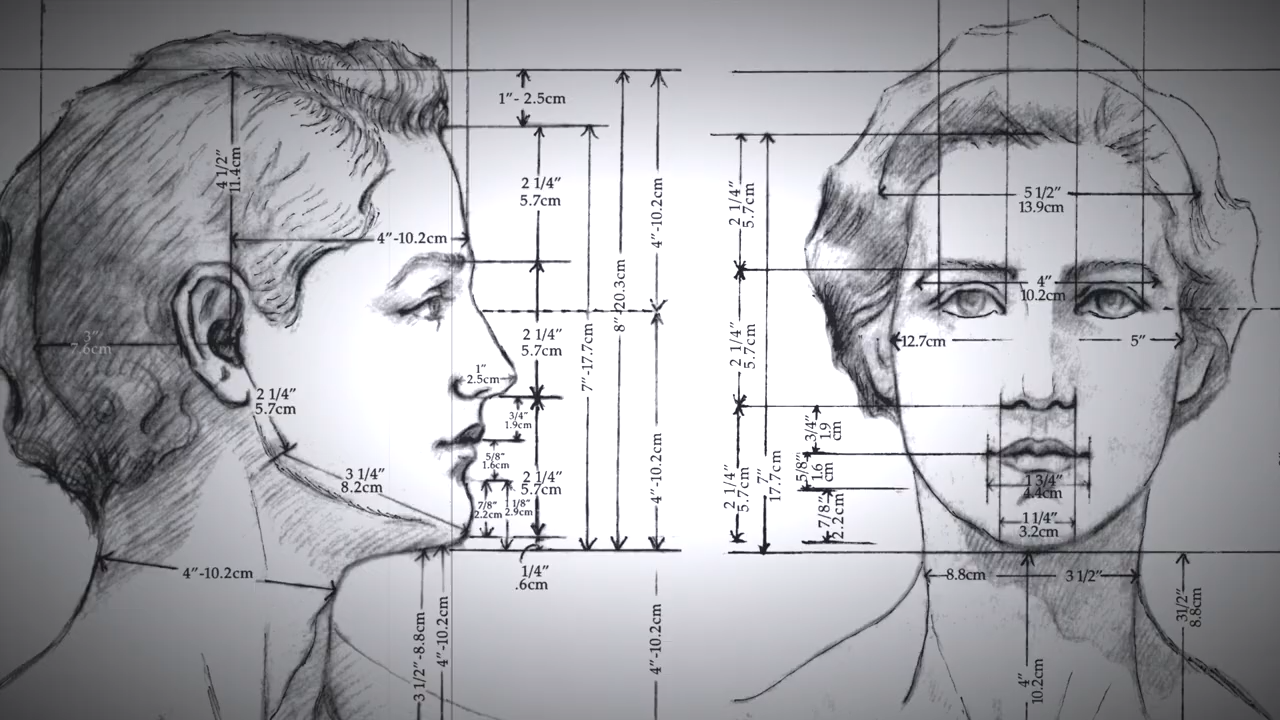 1”- 2.5cm
4 1/2”
11.4cm
2 1/4”
5.7cm
4”-10.2cm
4”-10.2cm
8”-20.3cm
7”-17.7cm
3”
7.6cm
2 1/4”
5.7cm
1”
2.5cm
2 1/4”
5.7cm
3/4”
1.9cm
5/8”
1.6cm
3 1/4”
8.2cm
2 1/4”
5.7cm
7/8”
2.2cm
1 1/8”
2.9cm
4”-10.2cm
1/4”
.6cm
4”-10.2cm
3 1/2”-8.8cm
4”-10.2cm
4”-10.2cm
2 1/4”
5.7cm
5 1/2”
13.9cm
4”
10.2cm
2 1/4”
5.7cm
12.7cm
5”
3/4”
1.9
cm
5/8”
1.6
cm
2 1/4”
5.7cm
7”
17.7cm
7/8”
2.2cm
1 3/4”
4.4cm
1 1/4”
3.2cm
8.8cm
3 1/2”
31/2”
8.8cm
4”
10.2cm